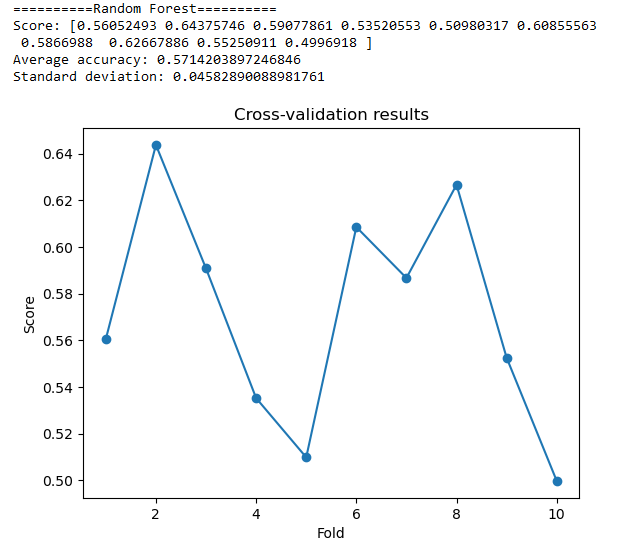 ==========Random Forest==========
Score: [0.56052493 0.64375746 0.59077861 0.53520553 0.50980317 0.60855563
0.5866988  0.62667886 0.55250911 0.4996918 ]
Average accuracy: 0.5714203897246846
Standard deviation: 0.04582890088981761
Cross-validation results
0.64
0.62
0.60
0.58
0.56
0.54
0.52
0.50
Score
2 4 6 8 10
Fold